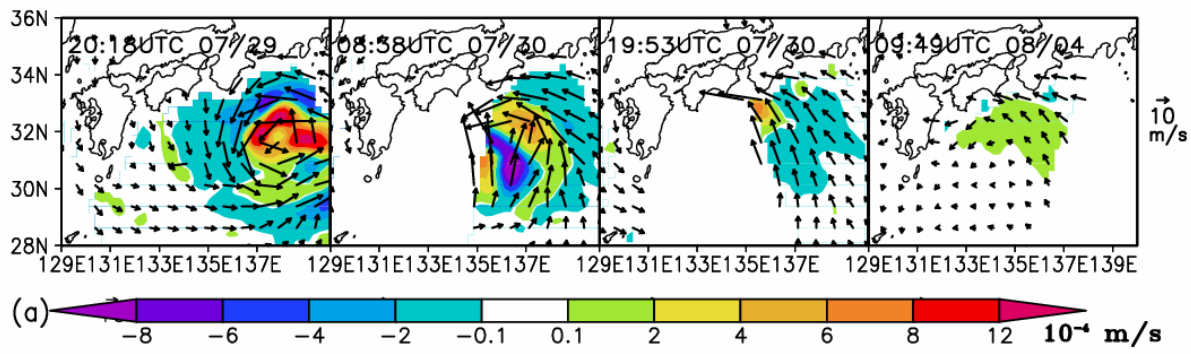 36N
34N
32N
30N
28N
20:18UTC 07/29
08:58UTC 07/30
19:53UTC 07/30
09:49UTC 08/04
10
m/s
129E131E133E135E137E
129E131E133E135E137E
129E131E133E135E137E
129E131E133E135E137E139E
(a)
-8 -6 -4 -2 -0.1 0.1 2 4 6 8 12 10⁻⁴ m/s